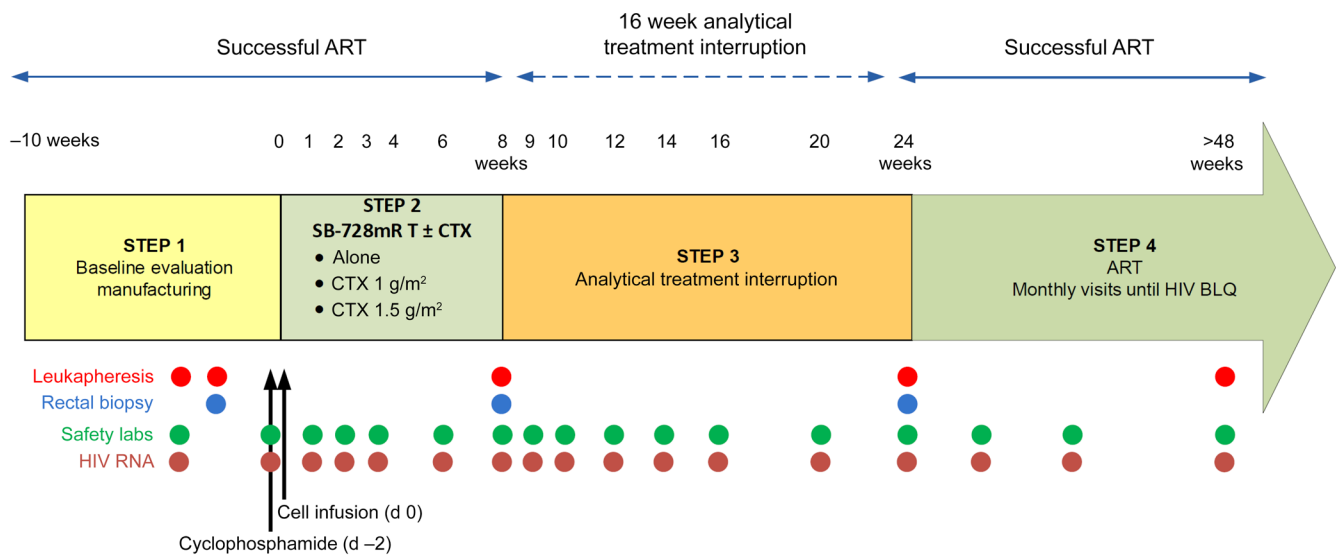 Successful ART
16 week analytical
treatment interruption
Successful ART
–10 weeks
0 1 2 3 4 6 8 9 10 12 14 16 20 24 >48
weeks weeks weeks
STEP 1
Baseline evaluation
manufacturing
STEP 2
SB-728mR T ± CTX
• Alone
• CTX 1 g/m²
• CTX 1.5 g/m²
STEP 3
Analytical treatment interruption
STEP 4
ART
Monthly visits until HIV BLQ
Leukapheresis
Rectal biopsy
Safety labs
HIV RNA
Cell infusion (d 0)
Cyclophosphamide (d –2)